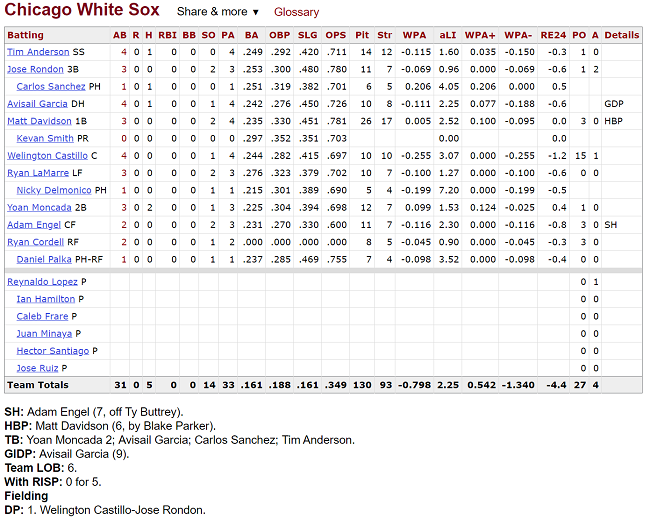 Chicago White Sox Share & more ▼ Glossary
Batting AB R H RBI BB SO PA BA OBP SLG OPS Pit Str WPA aLI WPA+ WPA- RE24 PO A Details
Tim Anderson SS 4 0 1 0 0 0 4 .249 .292 .420 .711 14 12 -0.115 1.60 0.035 -0.150 -0.3 1 0
Jose Rondon 3B 3 0 0 0 0 2 3 .253 .300 .480 .780 11 7 -0.069 0.96 0.000 -0.069 -0.6 1 2
Carlos Sanchez PH 1 0 1 0 0 0 1 .251 .319 .382 .701 6 5 0.206 4.05 0.206 0.000 0.5
Avisail Garcia DH 4 0 1 0 0 1 4 .242 .276 .450 .726 10 8 -0.111 2.25 0.077 -0.188 -0.6 GDP
Matt Davidson 1B 3 0 0 0 0 2 4 .235 .330 .451 .781 26 17 0.005 2.52 0.100 -0.095 0.0 3 0 HBP
Kevan Smith PR 0 0 0 0 0 0 0 .297 .352 .351 .703 0.00 0.0
Welington Castillo C 4 0 0 0 0 1 4 .244 .282 .415 .697 10 10 -0.255 3.07 0.000 -0.255 -1.2 15 1
Ryan LaMarre LF 3 0 0 0 0 2 3 .276 .323 .379 .702 10 7 -0.100 1.27 0.000 -0.100 -0.6 0 0
Nicky Delmonico PH 1 0 0 0 0 1 1 .215 .301 .389 .690 5 4 -0.199 7.20 0.000 -0.199 -0.5
Yoan Moncada 2B 3 0 2 0 0 1 3 .225 .304 .394 .698 12 7 0.099 1.53 0.124 -0.025 0.4 1 0
Adam Engel CF 2 0 0 0 0 2 3 .231 .270 .330 .600 11 7 -0.116 2.30 0.000 -0.116 -0.8 3 0 SH
Ryan Cordell RF 2 0 0 0 0 1 2 .000 .000 .000 .000 8 5 -0.045 0.90 0.000 -0.045 -0.3 3 0
Daniel Palka PH-RF 1 0 0 0 0 1 1 .237 .285 .469 .755 7 4 -0.098 3.52 0.000 -0.098 -0.4 0 0
Reynaldo Lopez P 0 1
Ian Hamilton P 0 0
Caleb Frare P 0 0
Juan Minaya P 0 0
Hector Santiago P 0 0
Jose Ruiz P 0 0
Team Totals 31 0 5 0 0 14 33 .161 .188 .161 .349 130 93 -0.798 2.25 0.542 -1.340 -4.4 27 4
SH: Adam Engel (7, off Ty Buttrey).
HBP: Matt Davidson (6, by Blake Parker).
TB: Yoan Moncada 2; Avisail Garcia; Carlos Sanchez; Tim Anderson.
GIDP: Avisail Garcia (9).
Team LOB: 6.
With RISP: 0 for 5.
Fielding
DP: 1. Welington Castillo-Jose Rondon.